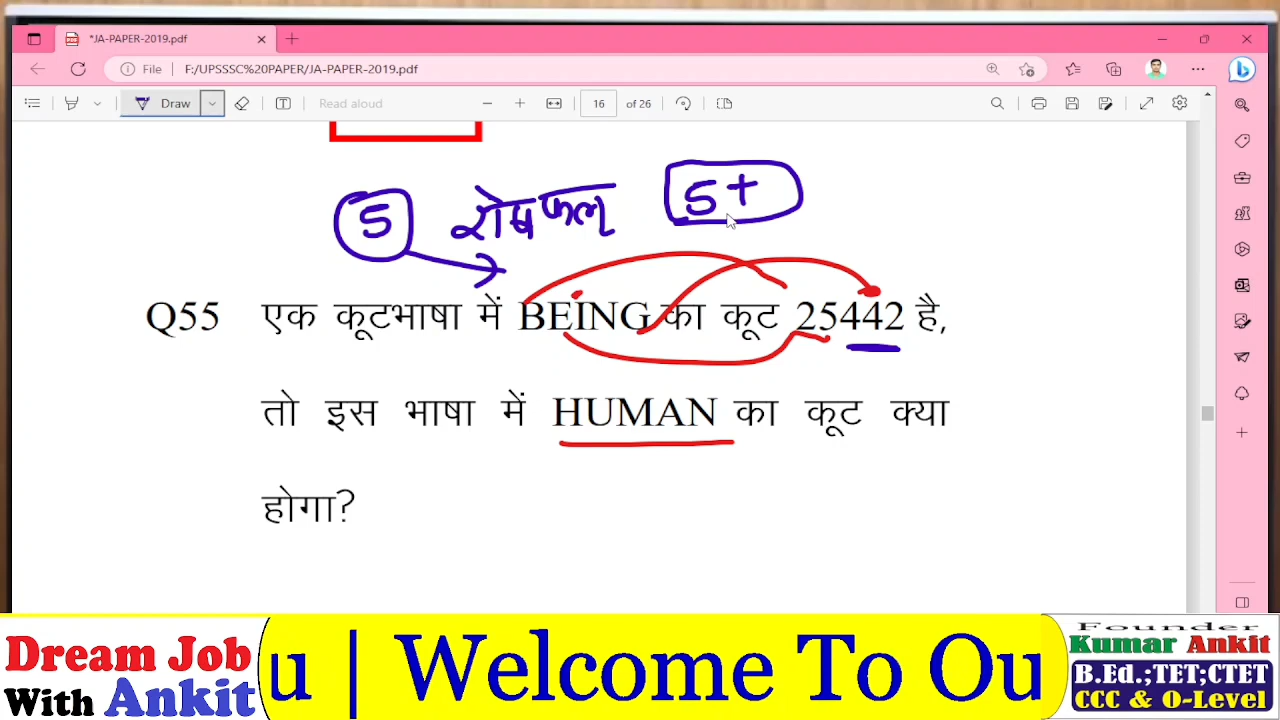 *JA-PAPER-2019.pdf
File F:/UPSSSC%20PAPER/JA-PAPER-2019.pdf
Draw Read aloud 16 of 26
5 शेषफल 5+
Q55 एक कूटभाषा में BEING का कूट 25442 है,
तो इस भाषा में HUMAN का कूट क्या
होगा?
Dream Job
With Ankit
u | Welcome To Ou
Founder
Kumar Ankit
B.Ed.;TET;CTET
CCC & O-Level